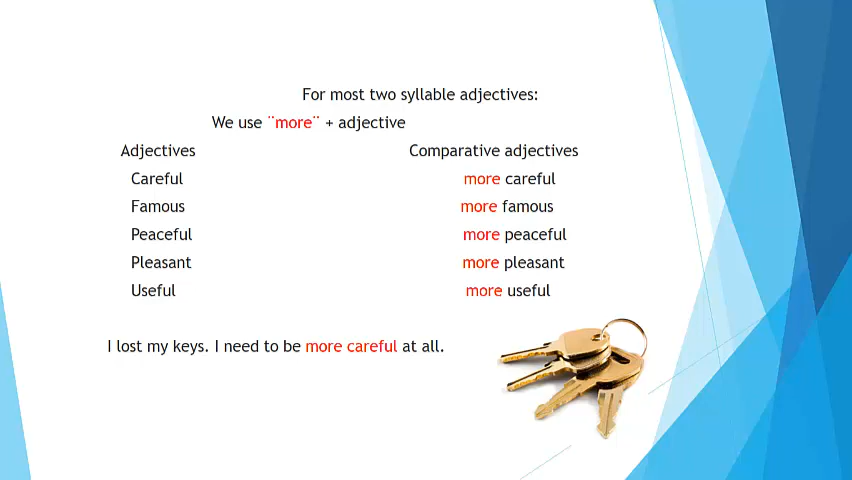 For most two syllable adjectives:
We use ¨more¨ + adjective
Adjectives Comparative adjectives
Careful more careful
Famous more famous
Peaceful more peaceful
Pleasant more pleasant
Useful more useful
I lost my keys. I need to be more careful at all.